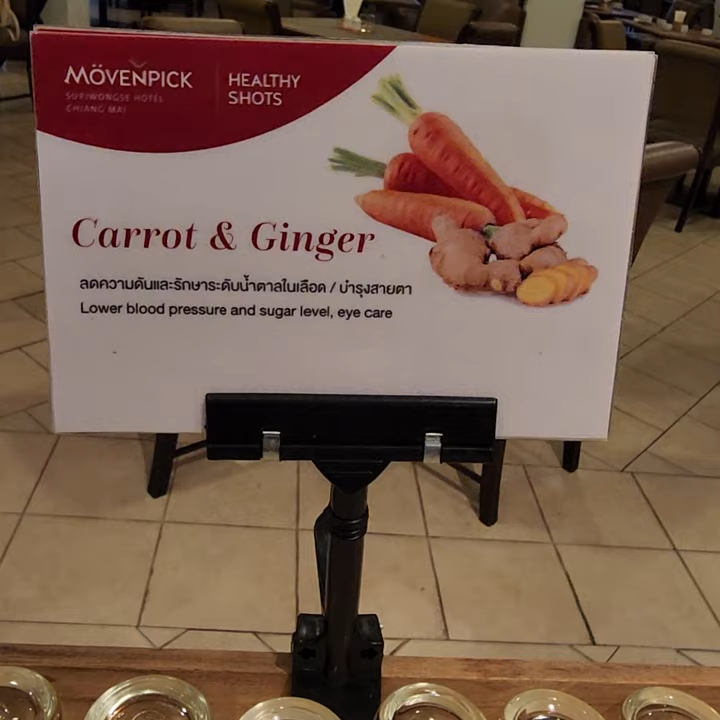 MÖVENPICK
SURIWONGSE HOTEL
CHIANG MAI
HEALTHY
SHOTS
Carrot & Ginger
ลดความดันและรักษาระดับน้ำตาลในเลือด / บำรุงสายตา
Lower blood pressure and sugar level, eye care